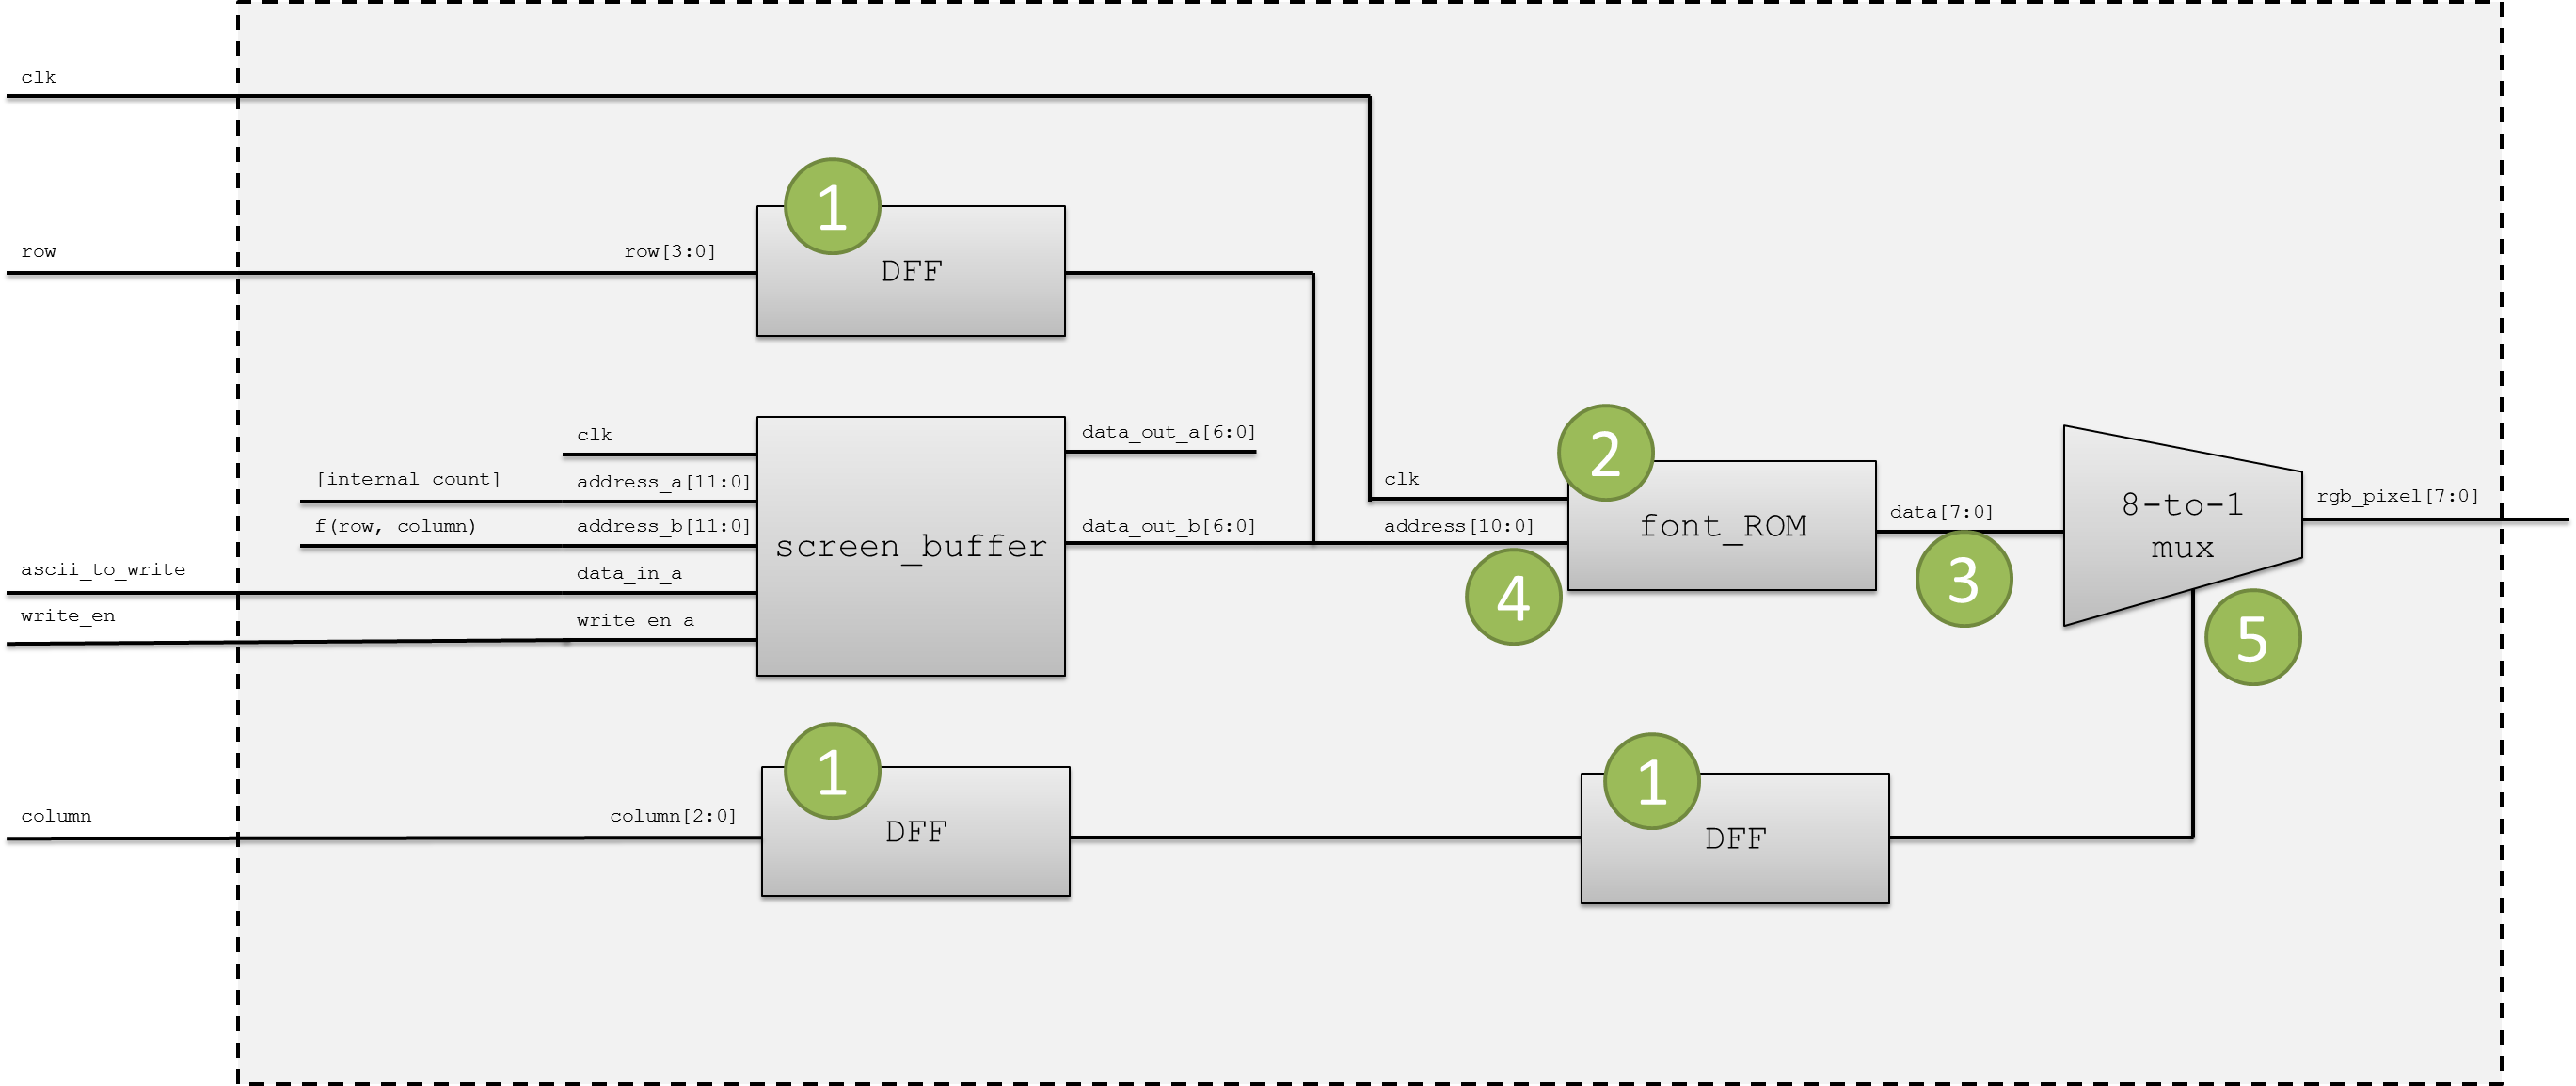 clk
1
row
row[3:0]
DFF
clk
data_out_a[6:0]
[internal count]
address_a[11:0]
f(row, column)
address_b[11:0]
screen_buffer
data_out_b[6:0]
ascii_to_write
data_in_a
write_en
write_en_a
2
clk
address[10:0]
font_ROM
4
data[7:0]
3
8-to-1
mux
rgb_pixel[7:0]
5
1
column
column[2:0]
DFF
1
DFF